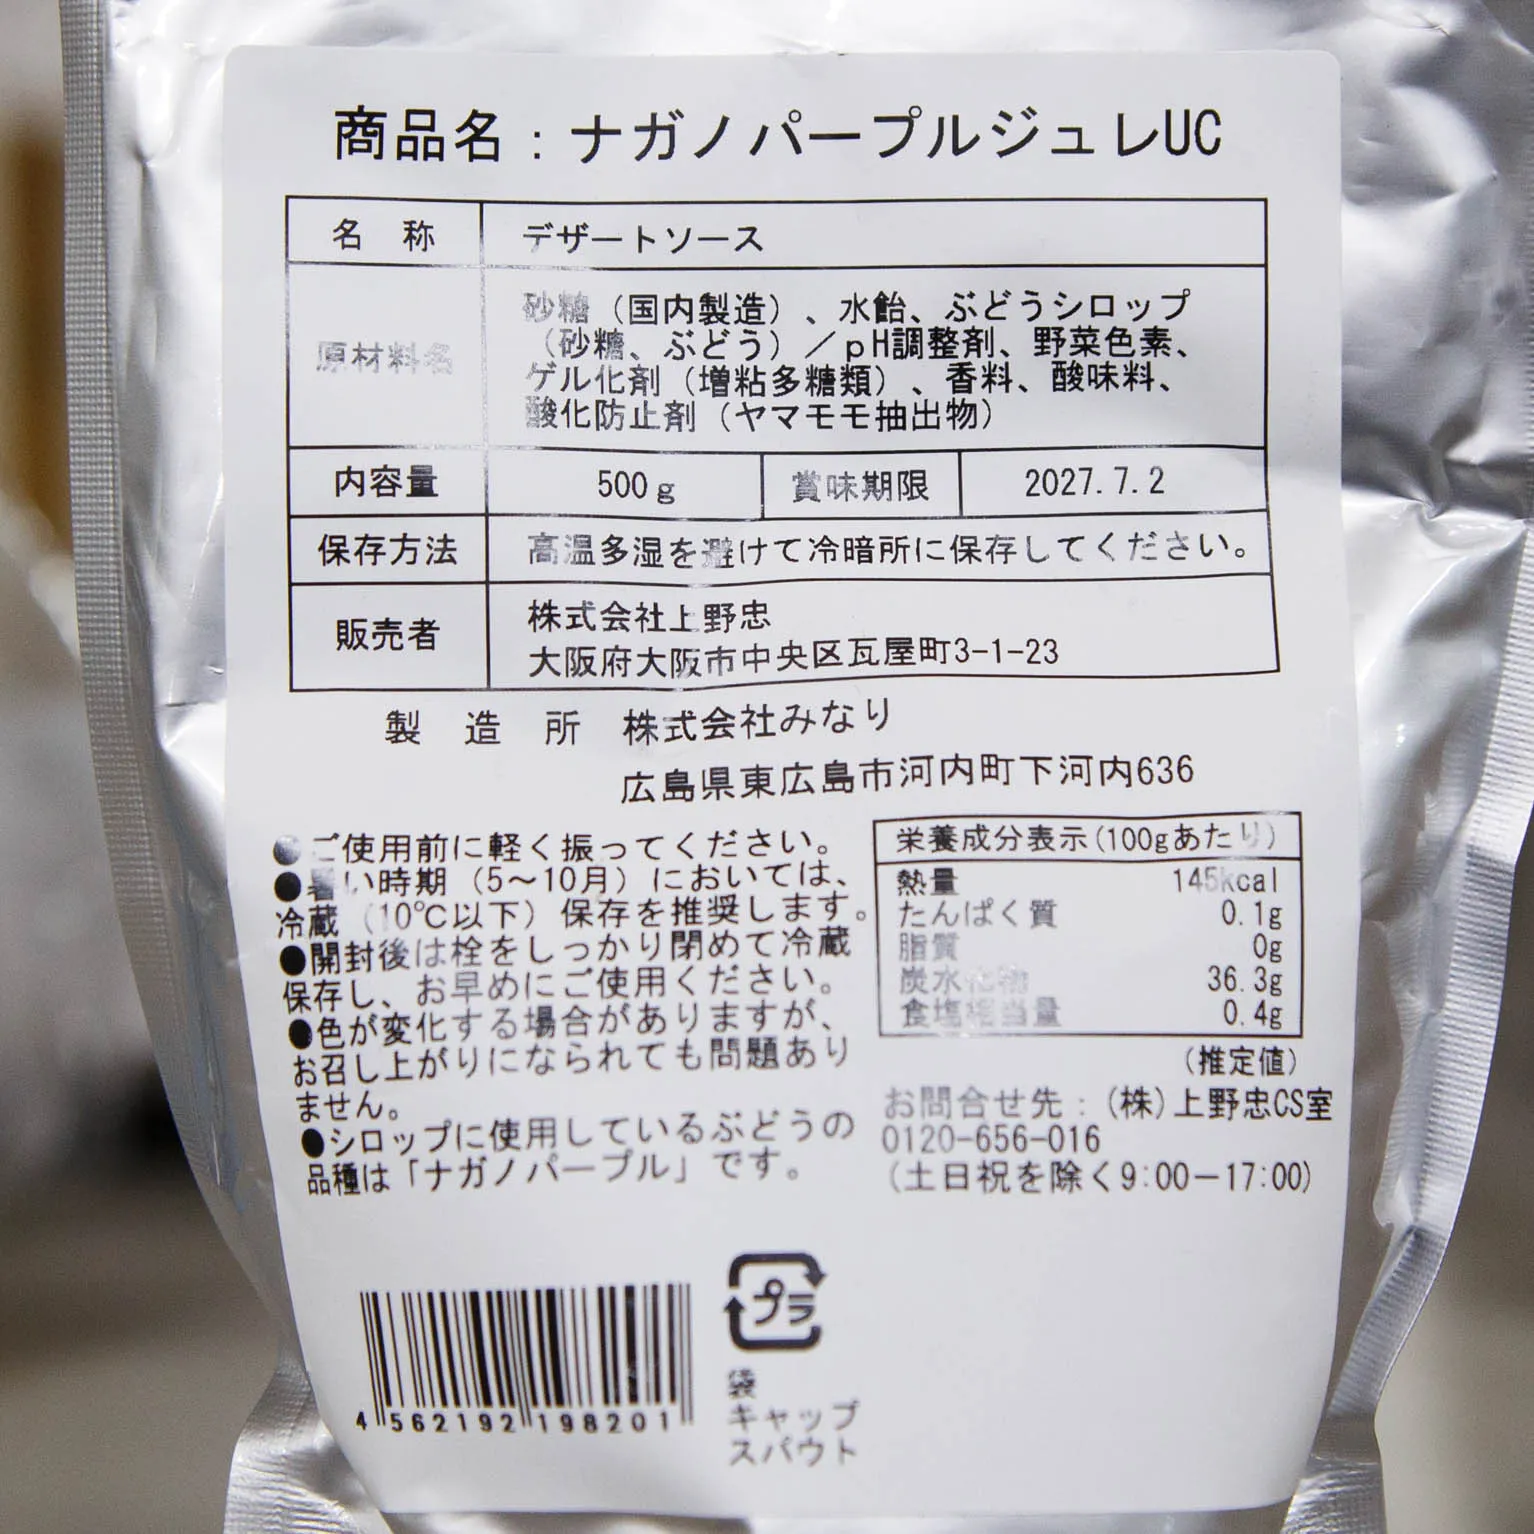 商品名：ナガノパープルジュレUC
名 称 デザートソース
原材料名 砂糖（国内製造）、水飴、ぶどうシロップ
（砂糖、ぶどう）／pH調整剤、野菜色素、
ゲル化剤（増粘多糖類）、香料、酸味料、
酸化防止剤（ヤマモモ抽出物）
内容量 500g 賞味期限 2027.7.2
保存方法 高温多湿を避けて冷暗所に保存してください。
販売者 株式会社上野忠
大阪府大阪市中央区瓦屋町3-1-23
製 造 所 株式会社みなり
広島県東広島市河内町下河内636
●ご使用前に軽く振ってください。
●暑い時期（5～10月）においては、
冷蔵（10℃以下）保存を推奨します。
●開封後は栓をしっかり閉めて冷蔵
保存し、お早めにご使用ください。
●色が変化する場合がありますが、
お召し上がりになられても問題あり
ません。
●シロップに使用しているぶどうの
品種は「ナガノパープル」です。
栄養成分表示(100gあたり)
熱量 145kcal
たんぱく質 0.1g
脂質 0g
炭水化物 36.3g
食塩相当量 0.4g
(推定値)
お問合せ先：(株)上野忠CS室
0120-656-016
(土日祝を除く9:00－17:00)
4 562192 198201
プラ
袋
キャップ
スパウト